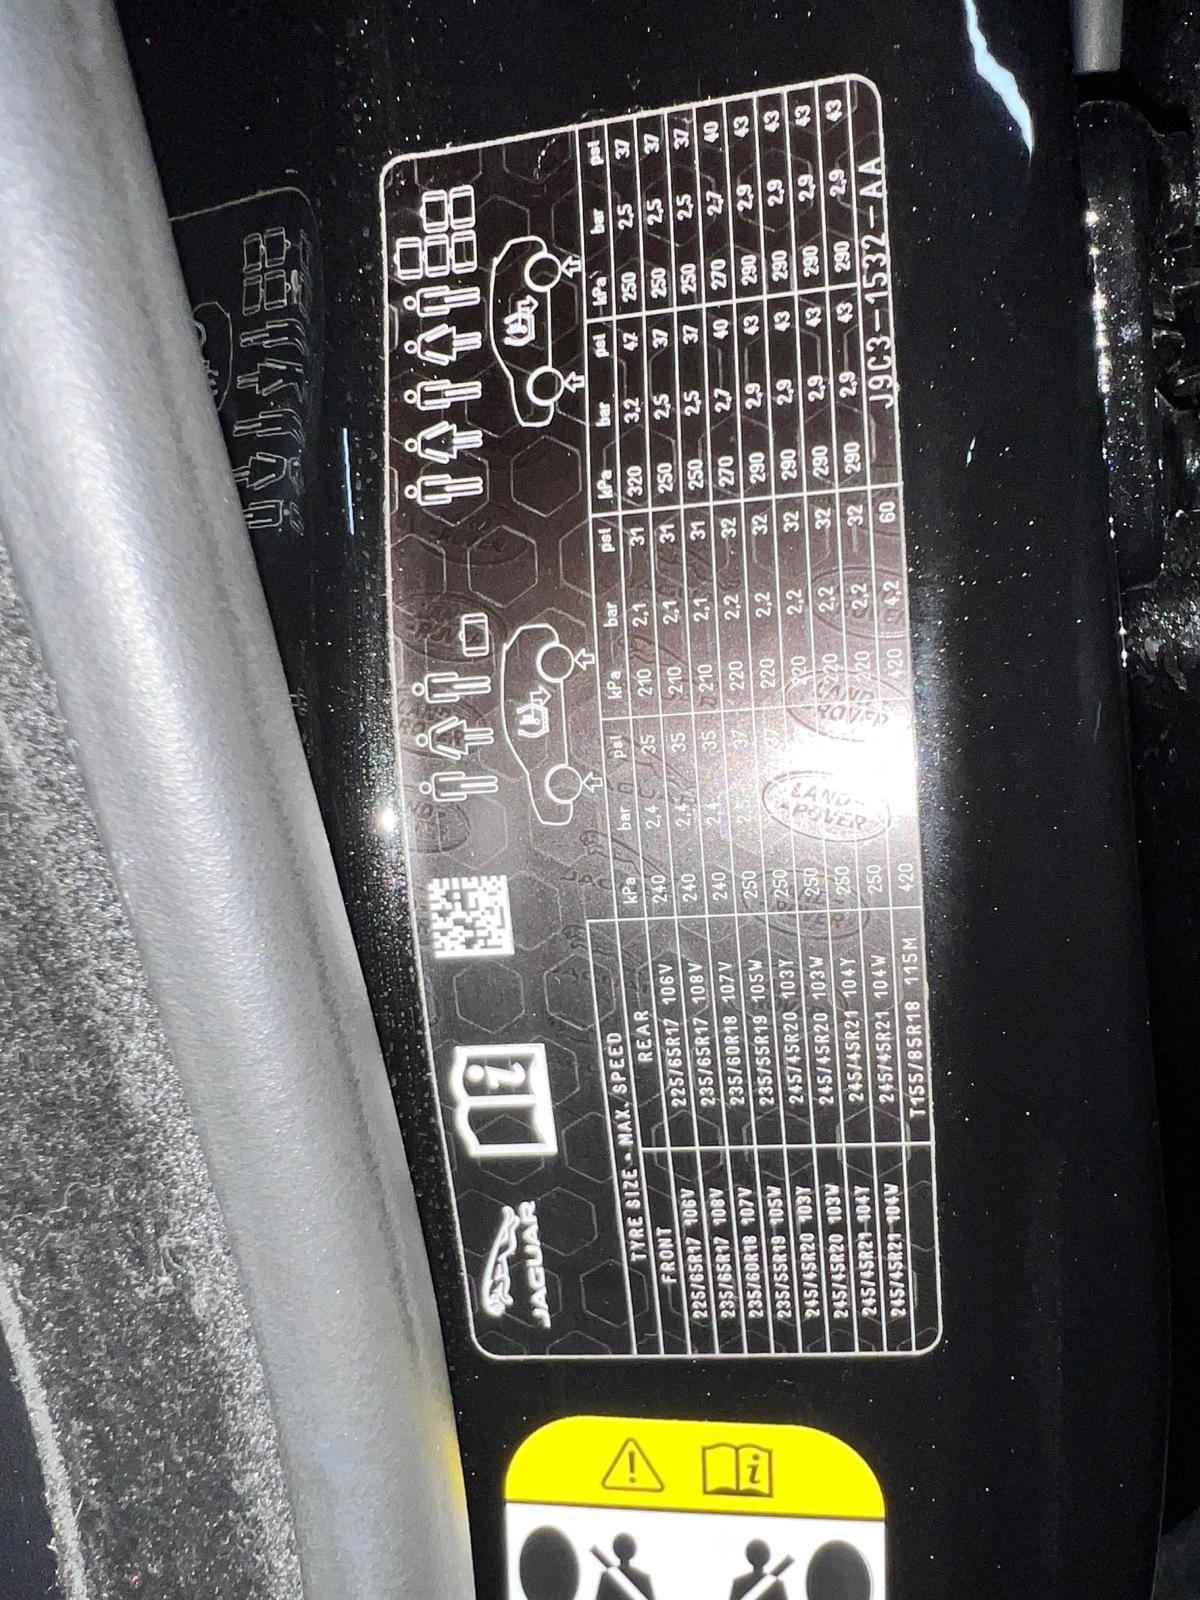 JAGUAR
TYRE SIZE • MAX. SPEED kPa bar psi kPa bar psi kPa bar psi kPa bar psi
FRONT REAR
225/65R17 106V 225/65R17 106V 240 2,4 35 210 2,1 31 320 3,2 47 250 2,5 37
235/65R17 108V 235/65R17 108V 240 2,4 35 210 2,1 31 250 2,5 37 250 2,5 37
235/60R18 107V 235/60R18 107V 240 2,4 35 210 2,1 31 250 2,5 37 250 2,5 37
235/55R19 105W 235/55R19 105W 250 2,5 37 220 2,2 32 270 2,7 40 270 2,7 40
245/45R20 103Y 245/45R20 103Y 250 37 220 2,2 32 290 2,9 43 290 2,9 43
245/45R20 103W 245/45R20 103W 250 220 2,2 32 290 2,9 43 290 2,9 43
245/45R21 104Y 245/45R21 104Y 250 220 2,2 32 290 2,9 43 290 2,9 43
245/45R21 104W 245/45R21 104W 250 220 2,2 32 290 2,9 43 290 2,9 43
T155/85R18 115M 420 420 4,2 60 J9C3-1532-AA
LAND
ROVER
LAND
ROVER